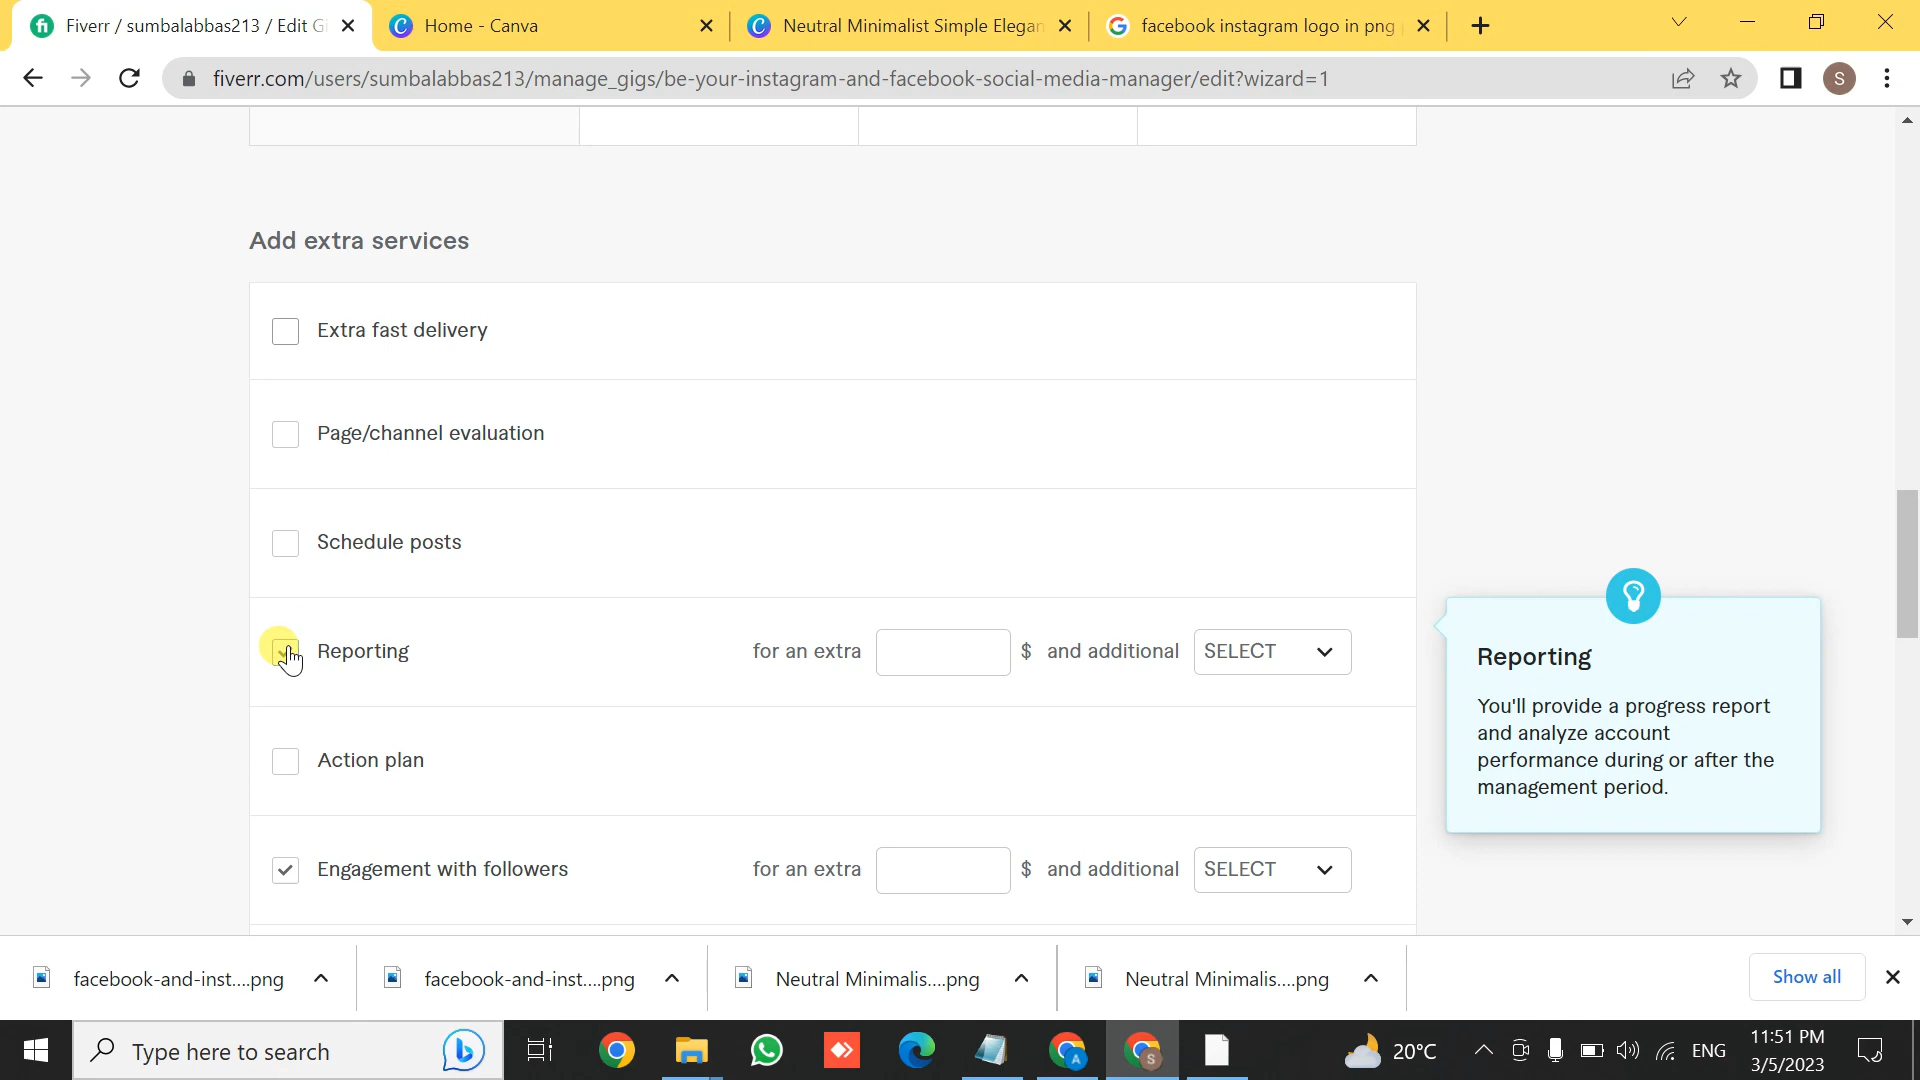 Fiverr / sumbalabbas213 / Edit Gi
Home - Canva
Neutral Minimalist Simple Elegan
facebook instagram logo in png
fiverr.com/users/sumbalabbas213/manage_gigs/be-your-instagram-and-facebook-social-media-manager/edit?wizard=1
S
Add extra services
Extra fast delivery
Page/channel evaluation
Schedule posts
Reporting for an extra $ and additional SELECT
Reporting
You'll provide a progress report
and analyze account
performance during or after the
management period.
Action plan
Engagement with followers for an extra $ and additional SELECT
facebook-and-inst....png
facebook-and-inst....png
Neutral Minimalis....png
Neutral Minimalis....png
Show all
Type here to search
A
S
20°C
ENG
11:51 PM
3/5/2023